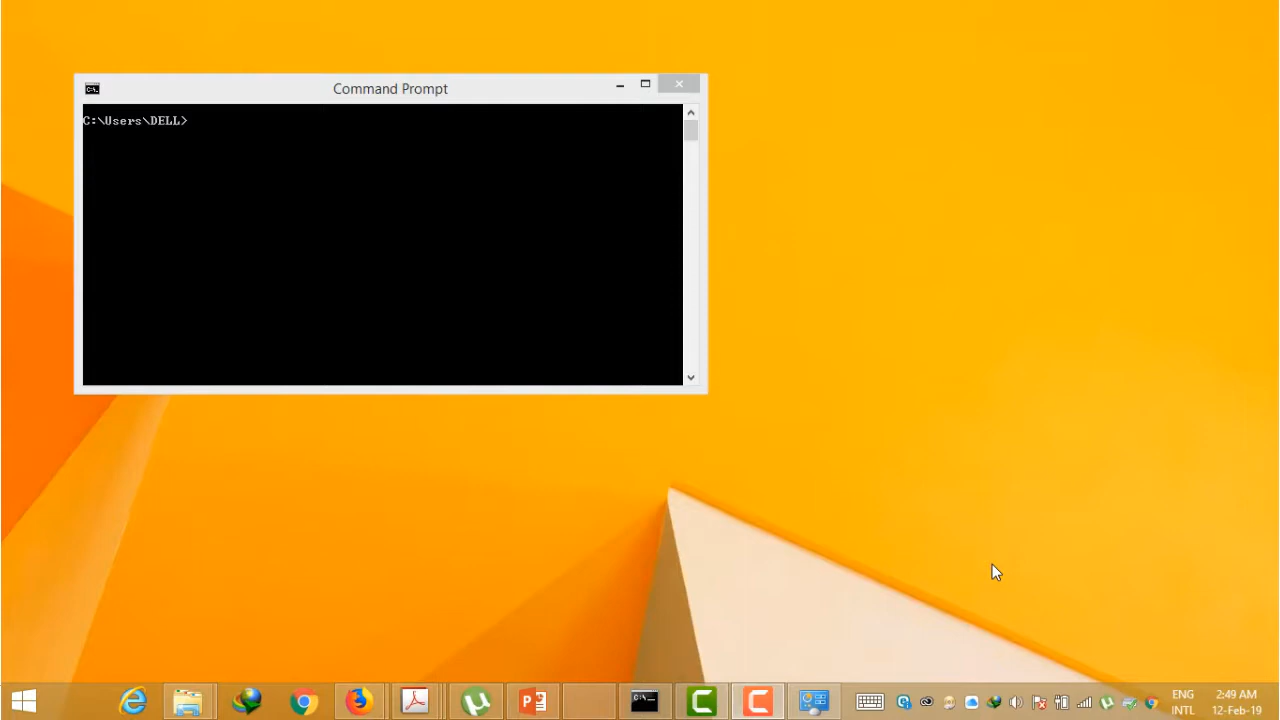 Command Prompt
C:\Users\DELL>
ENG
INTL
2:49 AM
12-Feb-19